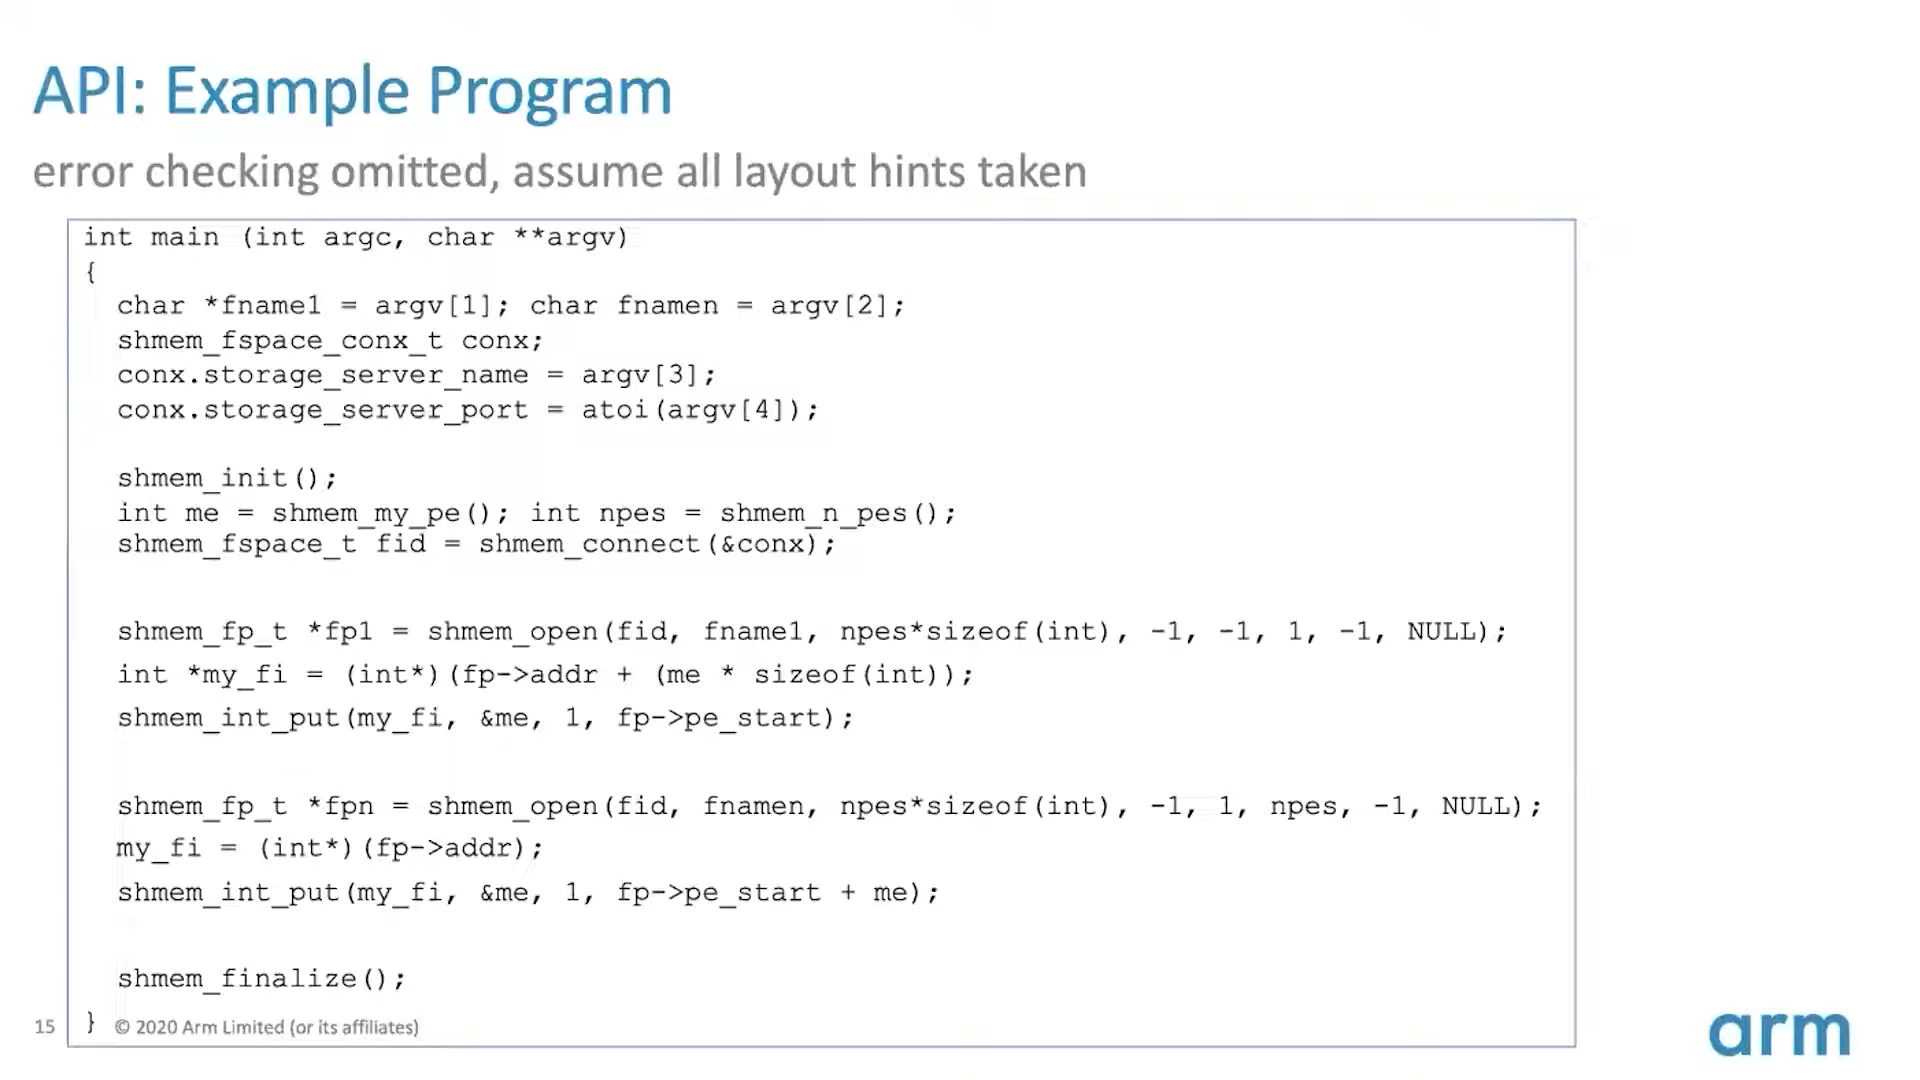 API: Example Program
error checking omitted, assume all layout hints taken
int main (int argc, char **argv)
{
char *fname1 = argv[1]; char fnamen = argv[2];
shmem_fspace_conx_t conx;
conx.storage_server_name = argv[3];
conx.storage_server_port = atoi(argv[4]);
shmem_init();
int me = shmem_my_pe(); int npes = shmem_n_pes();
shmem_fspace_t fid = shmem_connect(&conx);
shmem_fp_t *fp1 = shmem_open(fid, fname1, npes*sizeof(int), -1, -1, 1, -1, NULL);
int *my_fi = (int*)(fp->addr + (me * sizeof(int));
shmem_int_put(my_fi, &me, 1, fp->pe_start);
shmem_fp_t *fpn = shmem_open(fid, fnamen, npes*sizeof(int), -1, 1, npes, -1, NULL);
my_fi = (int*)(fp->addr);
shmem_int_put(my_fi, &me, 1, fp->pe_start + me);
shmem_finalize();
}
15 © 2020 Arm Limited (or its affiliates)
arm